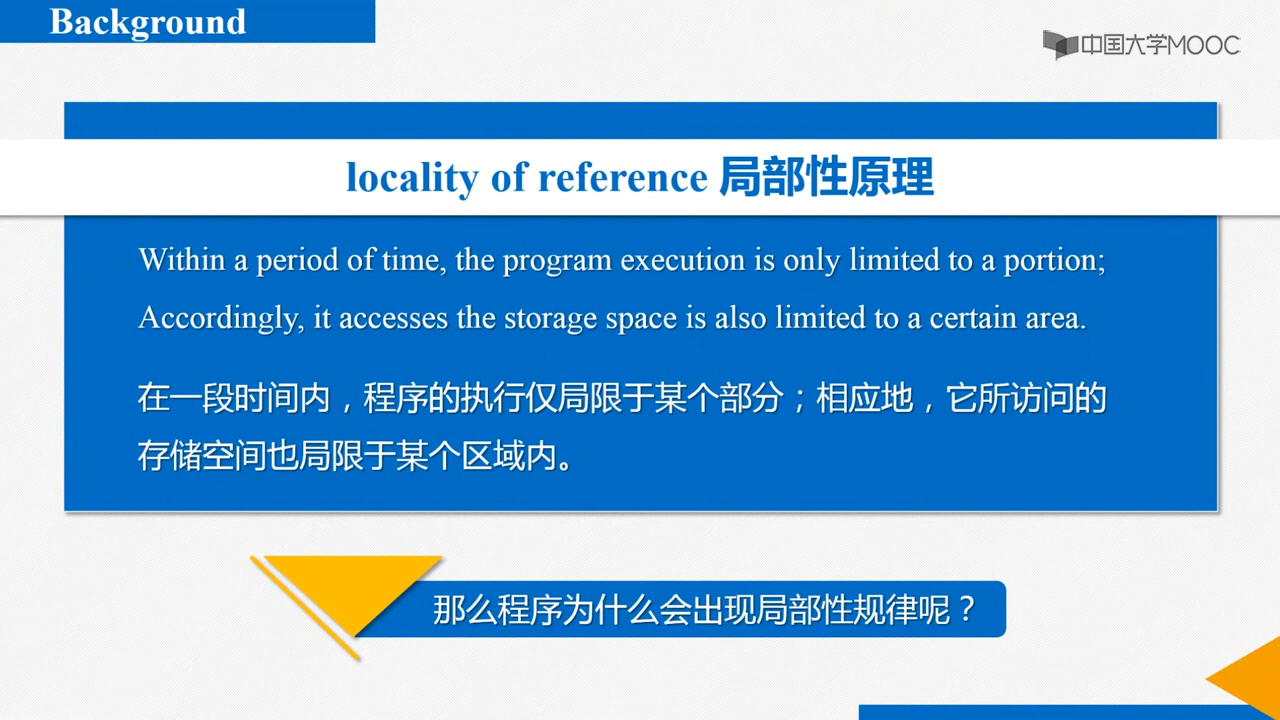 Background
中国大学MOOC
locality of reference 局部性原理
Within a period of time, the program execution is only limited to a portion;
Accordingly, it accesses the storage space is also limited to a certain area.
在一段时间内，程序的执行仅局限于某个部分；相应地，它所访问的
存储空间也局限于某个区域内。
那么程序为什么会出现局部性规律呢？